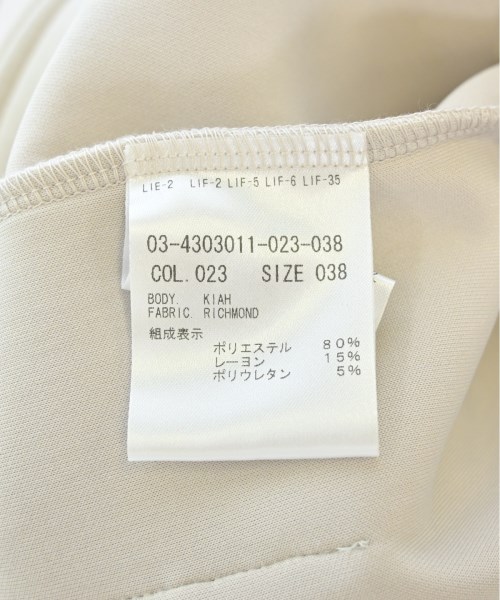 LIE-2 LIF-2 LIF-5 LIF-6 LIF-35
03-4303011-023-038
COL. 023 SIZE 038
BODY. KIAH
FABRIC. RICHMOND
組成表示
ポリエステル 80%
レーヨン 15%
ポリウレタン 5%